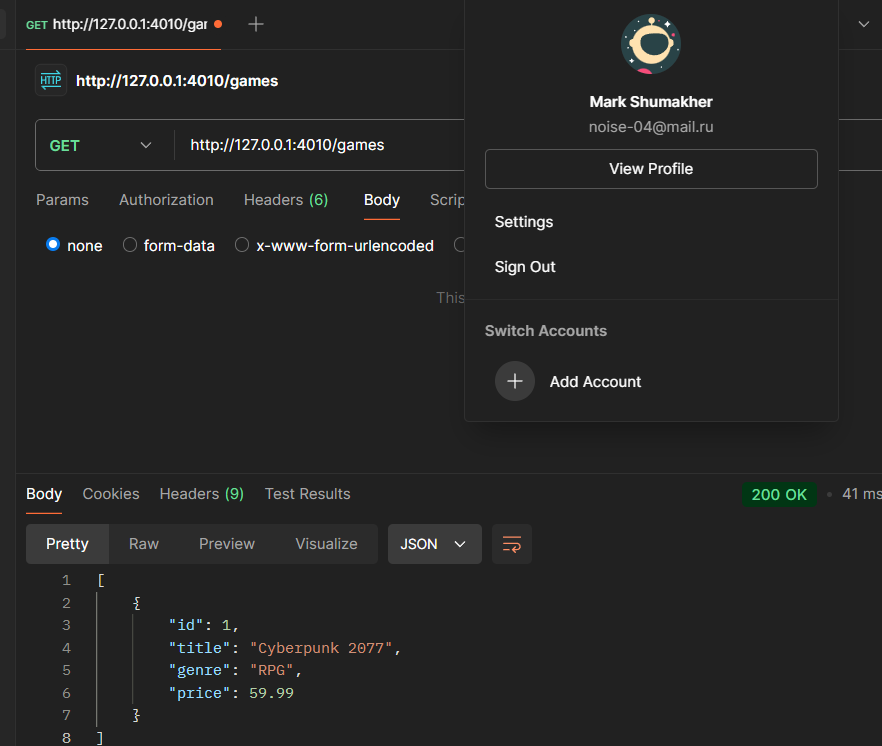 GET http://127.0.0.1:4010/gar
HTTP http://127.0.0.1:4010/games
GET http://127.0.0.1:4010/games
Params Authorization Headers (6) Body Scrip
none form-data x-www-form-urlencoded
This
Mark Shumakher
noise-04@mail.ru
View Profile
Settings
Sign Out
Switch Accounts
Add Account
Body Cookies Headers (9) Test Results 200 OK 41 ms
Pretty Raw Preview Visualize JSON
1 [
2 {
3 "id": 1,
4 "title": "Cyberpunk 2077",
5 "genre": "RPG",
6 "price": 59.99
7 }
8 ]